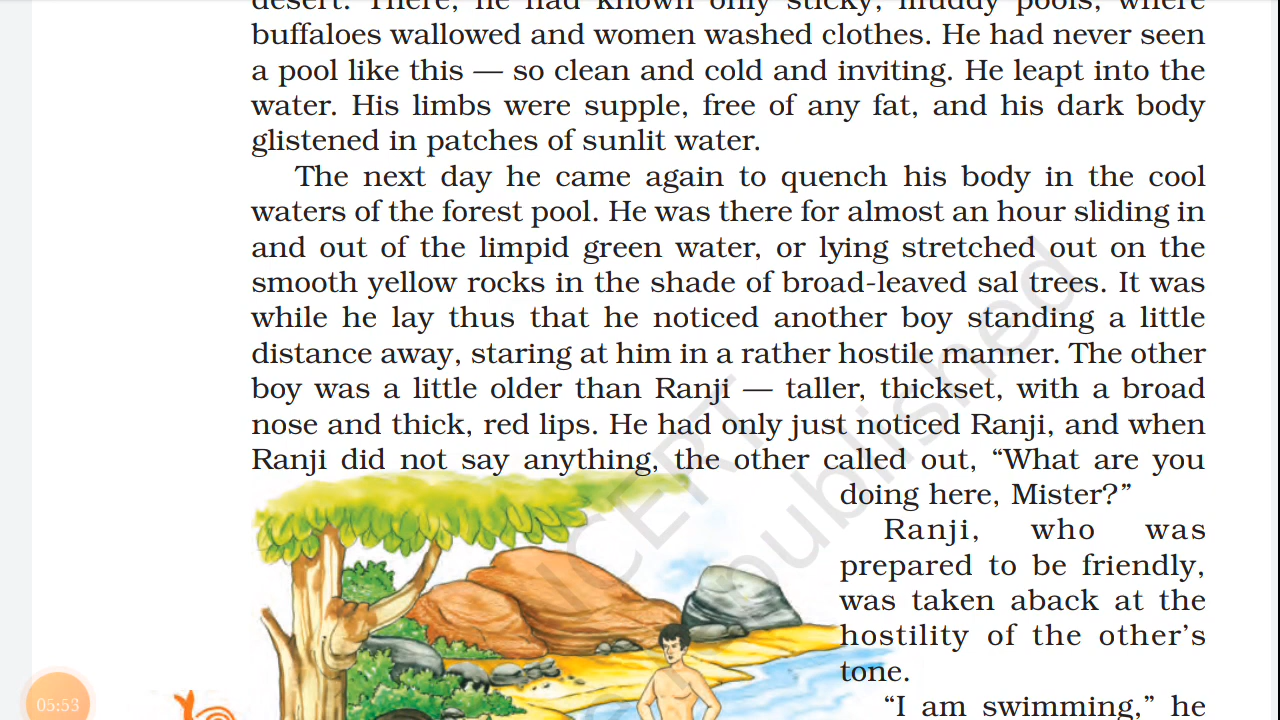 desert. There, he had known only sticky, muddy pools, where
buffaloes wallowed and women washed clothes. He had never seen
a pool like this — so clean and cold and inviting. He leapt into the
water. His limbs were supple, free of any fat, and his dark body
glistened in patches of sunlit water.
The next day he came again to quench his body in the cool
waters of the forest pool. He was there for almost an hour sliding in
and out of the limpid green water, or lying stretched out on the
smooth yellow rocks in the shade of broad-leaved sal trees. It was
while he lay thus that he noticed another boy standing a little
distance away, staring at him in a rather hostile manner. The other
boy was a little older than Ranji — taller, thickset, with a broad
nose and thick, red lips. He had only just noticed Ranji, and when
Ranji did not say anything, the other called out, “What are you
doing here, Mister?”
Ranji, who was
prepared to be friendly,
was taken aback at the
hostility of the other’s
tone.
“I am swimming,” he
NCERT
republished
05:53